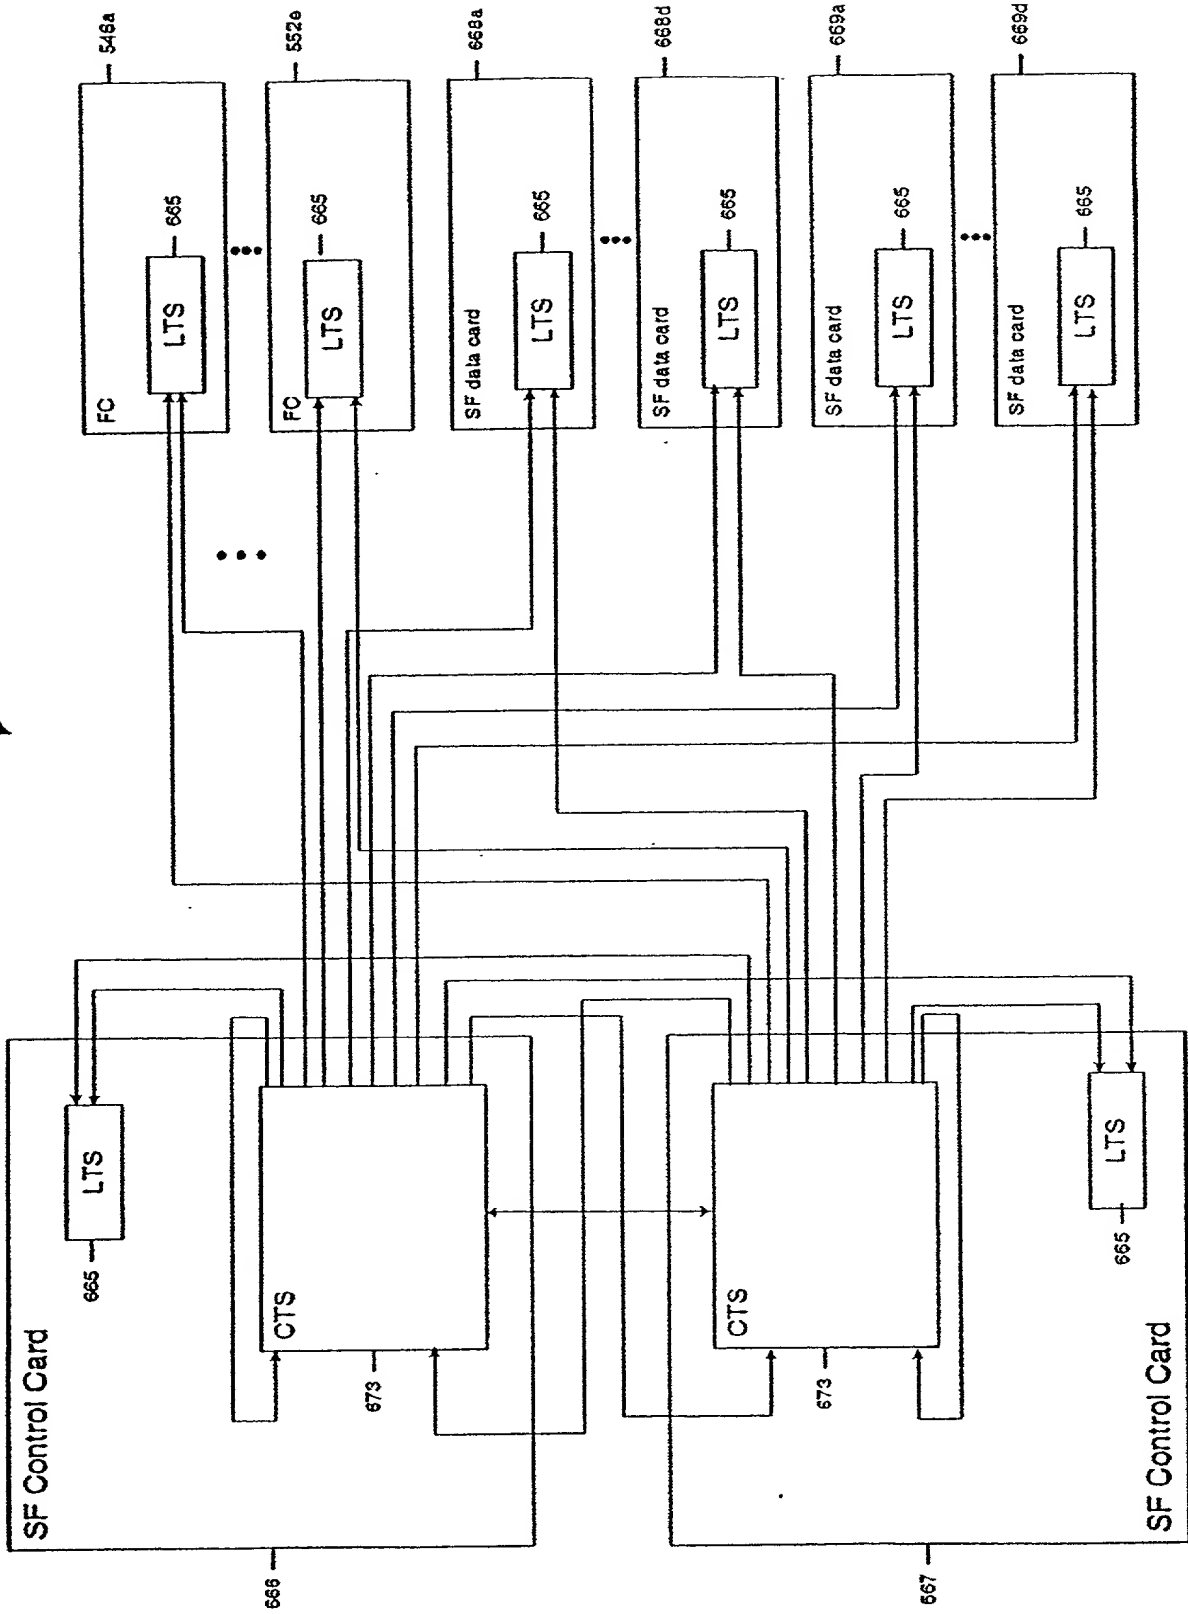 SF Control Card
666
LTS
665
CTS
673
SF Control Card
667
CTS
673
LTS
665
FC
LTS
665
546a
FC
LTS
665
552e
SF data card
LTS
665
668a
SF data card
LTS
665
668d
SF data card
LTS
665
669a
SF data card
LTS
665
669d